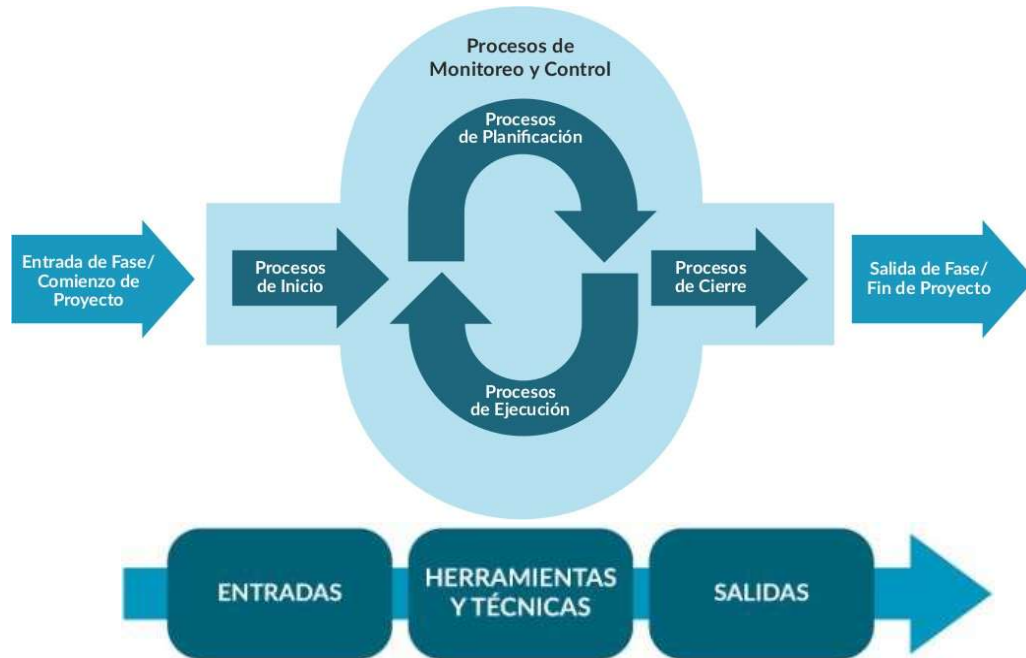 Procesos de
Monitoreo y Control
Procesos
de Planificación
Entrada de Fase/
Comienzo de
Proyecto
Procesos
de Inicio
Procesos
de Cierre
Salida de Fase/
Fin de Proyecto
Procesos
de Ejecución
ENTRADAS
HERRAMIENTAS
Y TÉCNICAS
SALIDAS